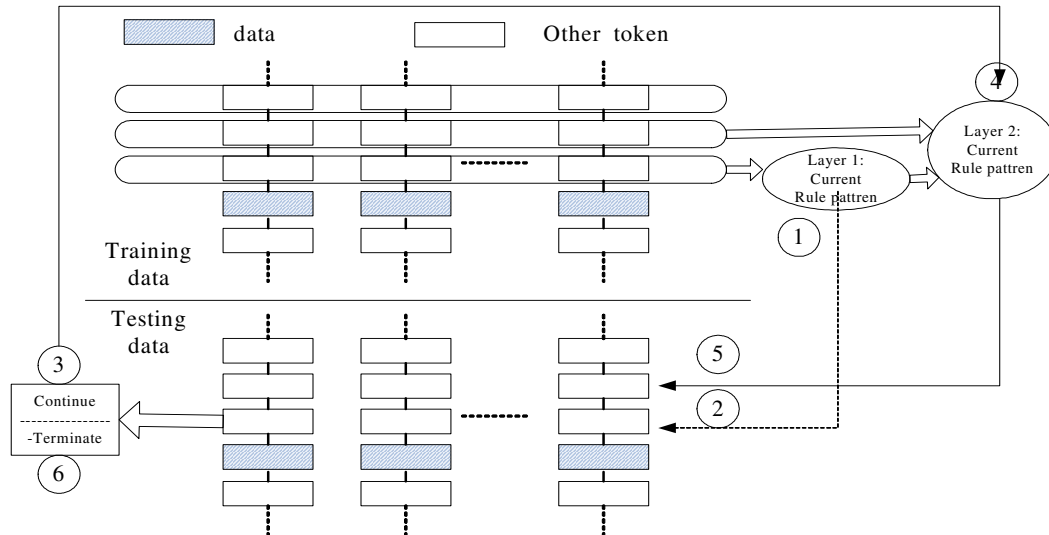 data
Other token
4
Layer 2:
Current
Rule pattren
Layer 1:
Current
Rule pattren
1
Training
data
Testing
data
3
5
Continue
2
-Terminate
6